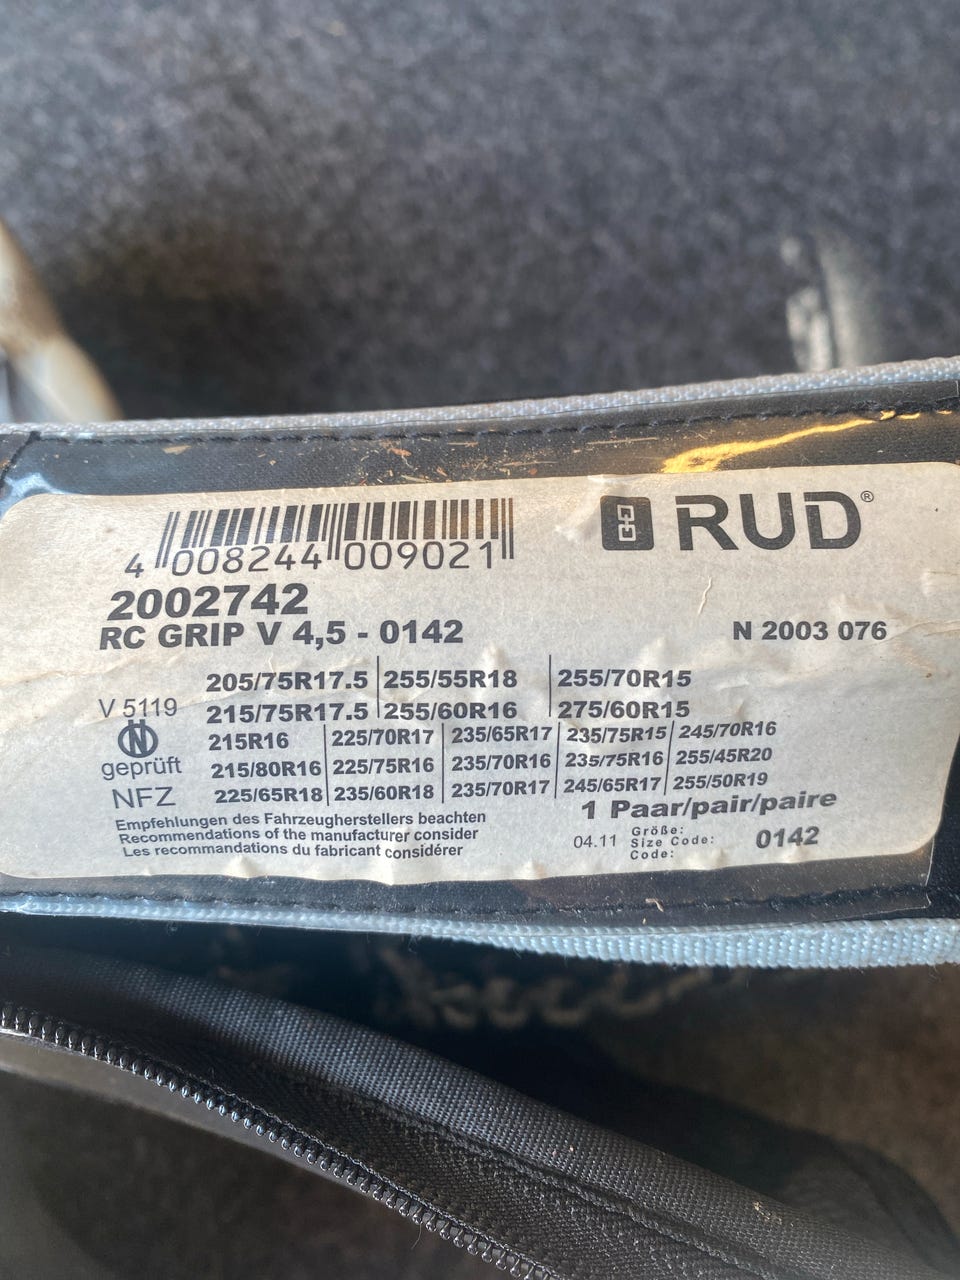 RUD®
4 008244 009021
2002742
RC GRIP V 4,5 - 0142
N 2003 076
205/75R17.5 255/55R18 255/70R15
V 5119
215/75R17.5 255/60R16 275/60R15
N
geprüft
215R16 225/70R17 235/65R17 235/75R15 245/70R16
215/80R16 225/75R16 235/70R16 235/75R16 255/45R20
NFZ
225/65R18 235/60R18 235/70R17 245/65R17 255/50R19
1 Paar/pair/paire
Empfehlungen des Fahrzeugherstellers beachten
Recommendations of the manufacturer consider
Les recommandations du fabricant considérer
04.11
Größe:
Size Code:
Code:
0142